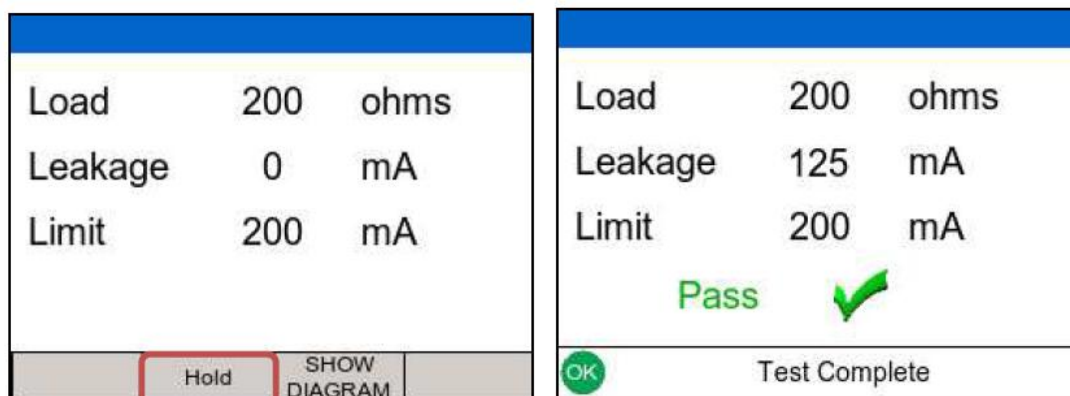 Load 200 ohms
Leakage 0 mA
Limit 200 mA
Hold
SHOW
DIAGRAM
Load 200 ohms
Leakage 125 mA
Limit 200 mA
Pass
OK
Test Complete